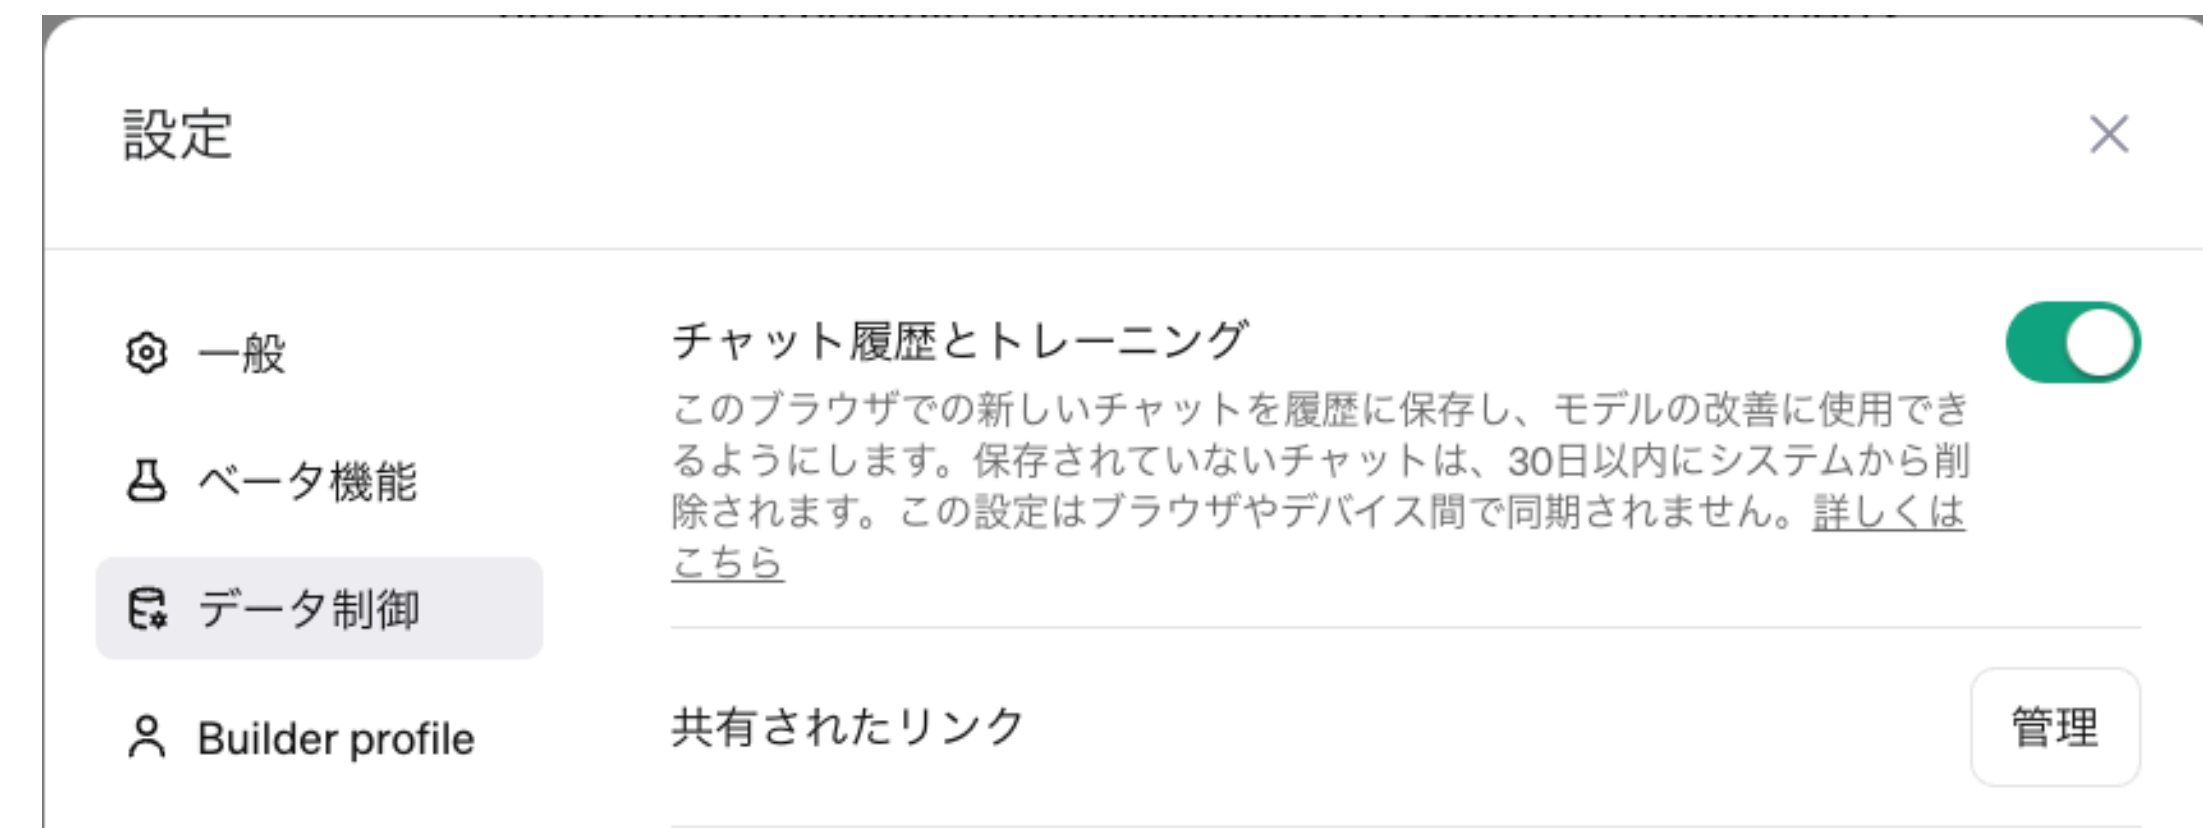 設定
一般
ベータ機能
データ制御
Builder profile
チャット履歴とトレーニング
このブラウザでの新しいチャットを履歴に保存し、モデルの改善に使用でき
るようにします。保存されていないチャットは、30日以内にシステムから削
除されます。この設定はブラウザやデバイス間で同期されません。詳しくは
こちら
共有されたリンク
管理